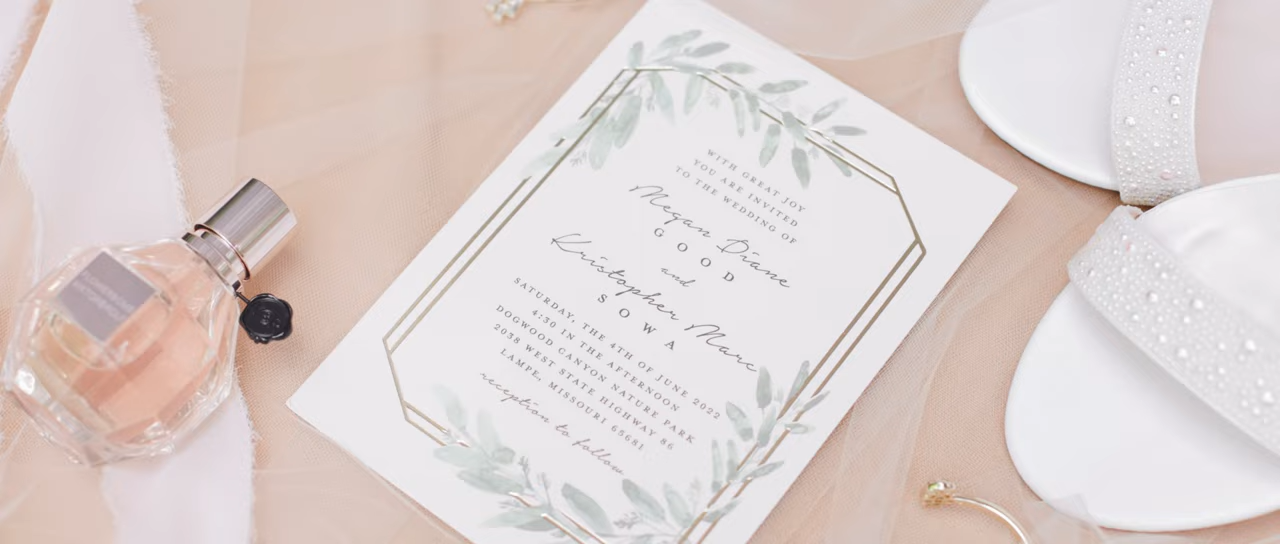 WITH GREAT JOY
YOU ARE INVITED
TO THE WEDDING OF
Megan Diane
GOOD
and
Kristopher Marc
SOWA
SATURDAY, THE 4TH OF JUNE 2022
4:30 IN THE AFTERNOON
DOGWOOD CANYON NATURE PARK
2038 WEST STATE HIGHWAY 86
LAMPE, MISSOURI 65681
reception to follow